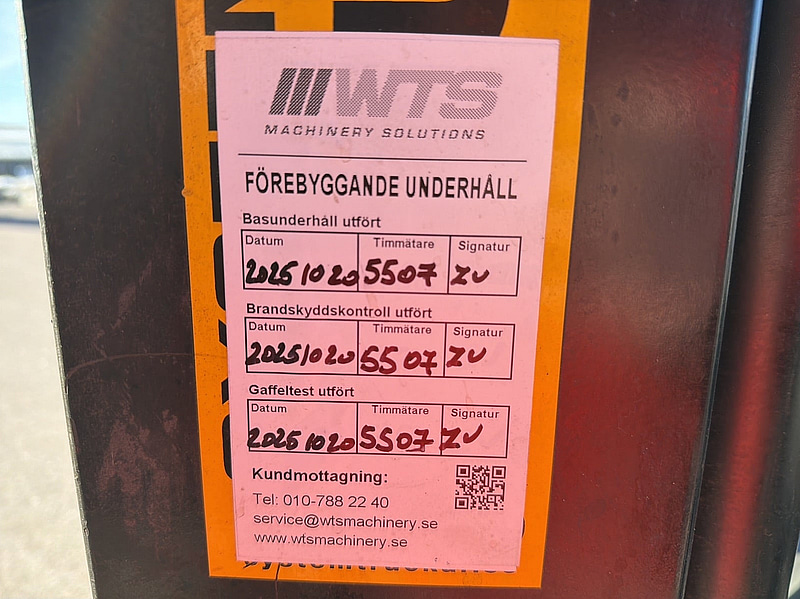 WTS
MACHINERY SOLUTIONS
FÖREBYGGANDE UNDERHÅLL
Basunderhåll utfört
Datum Timmätare Signatur
20251020 5507 ZU
Brandskyddskontroll utfört
Datum Timmätare Signatur
20251020 5507 ZU
Gaffeltest utfört
Datum Timmätare Signatur
20251020 5507 ZU
Kundmottagning:
Tel: 010-788 22 40
service@wtsmachinery.se
www.wtsmachinery.se